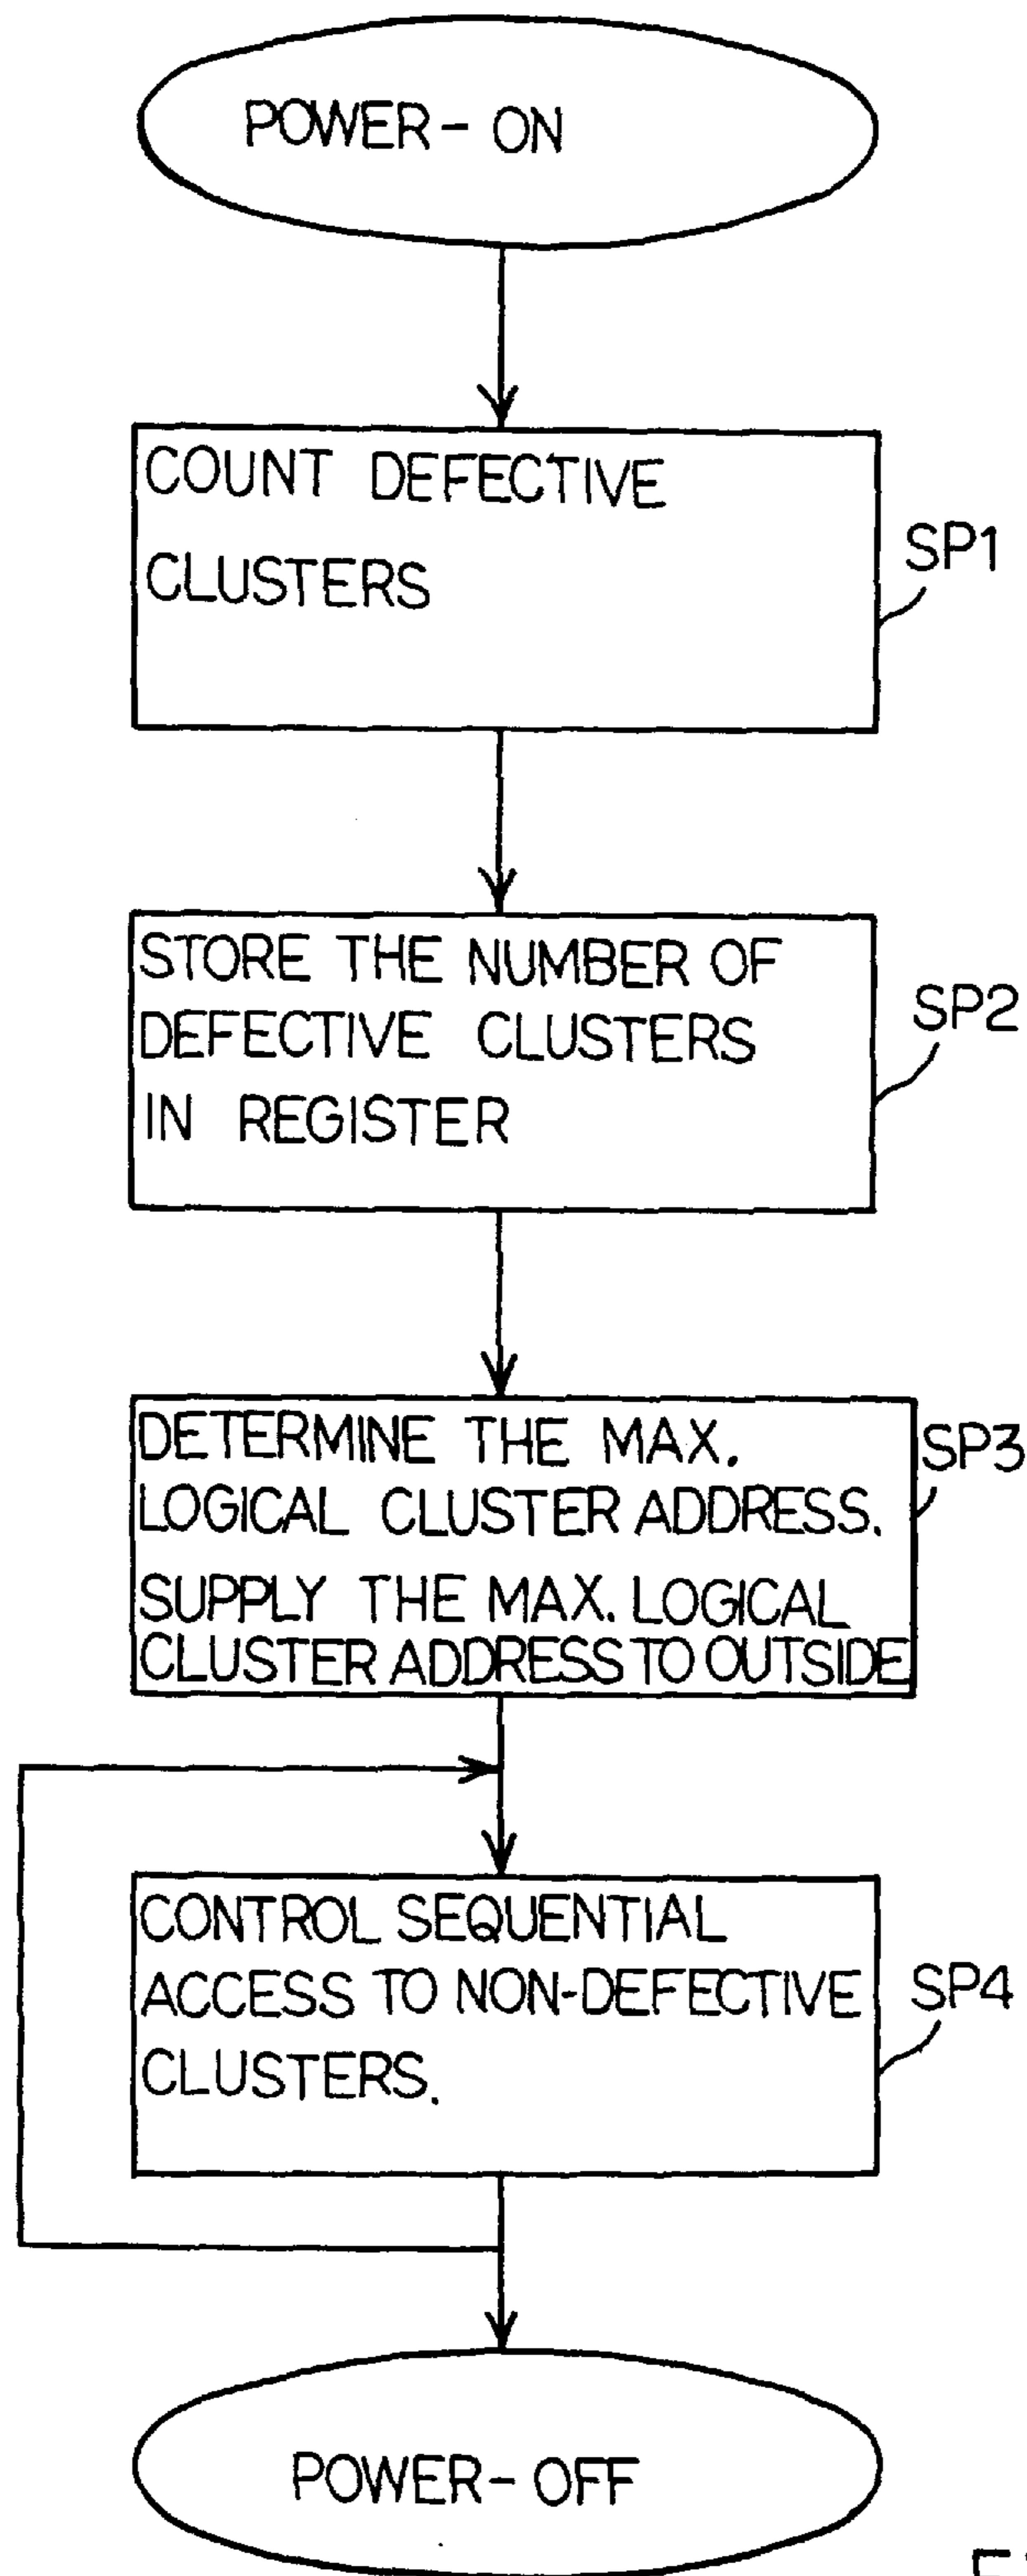 POWER- ON
COUNT DEFECTIVE
CLUSTERS
SP1
STORE THE NUMBER OF
DEFECTIVE CLUSTERS
IN REGISTER
SP2
DETERMINE THE MAX.
LOGICAL CLUSTER ADDRESS.
SUPPLY THE MAX. LOGICAL
CLUSTER ADDRESS TO OUTSIDE
SP3
CONTROL SEQUENTIAL
ACCESS TO NON-DEFECTIVE
CLUSTERS.
SP4
POWER- OFF